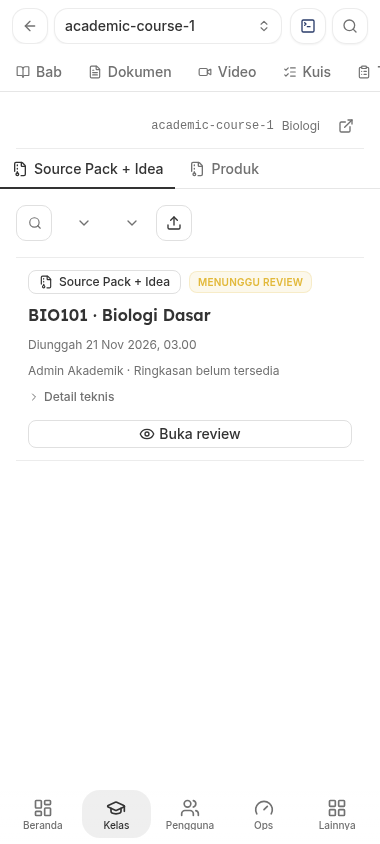 academic-course-1
Bab Dokumen Video Kuis
academic-course-1 Biologi
Source Pack + Idea Produk
Source Pack + Idea MENUNGGU REVIEW
BIO101 · Biologi Dasar
Diunggah 21 Nov 2026, 03.00
Admin Akademik · Ringkasan belum tersedia
Detail teknis
Buka review
Beranda Kelas Pengguna Ops Lainnya